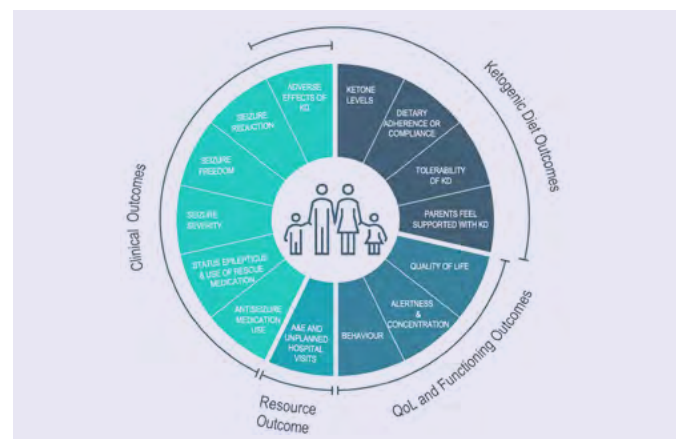 KETONE
LEVELS
DIETARY
ADHERENCE OR
COMPLIANCE
TOLERABILITY
OF KD
PARENTS FEEL
SUPPORTED WITH KD
QUALITY OF LIFE
ALERTNESS
&
CONCENTRATION
BEHAVIOUR
A&E AND
UNPLANNED
HOSPITAL
VISITS
ANTISEIZURE
MEDICATION
USE
STATUS EPILEPTICUS
& USE OF RESCUE
MEDICATION
SEIZURE
SEVERITY
SEIZURE
FREEDOM
SEIZURE
REDUCTION
ADVERSE
EFFECTS OF
KD
Ketogenic Diet Outcomes
QoL and Functioning Outcomes
Resource
Outcome
Clinical Outcomes